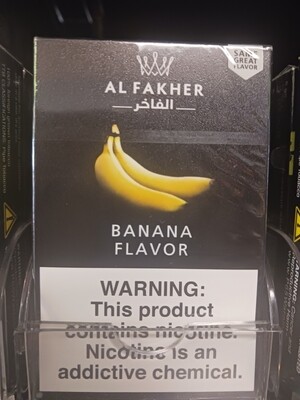 SAME
GREAT
FLAVOR
AL FAKHER
الفاخر
BANANA
FLAVOR
WARNING:
This product
contains nicotine.
Nicotine is an
addictive chemical.